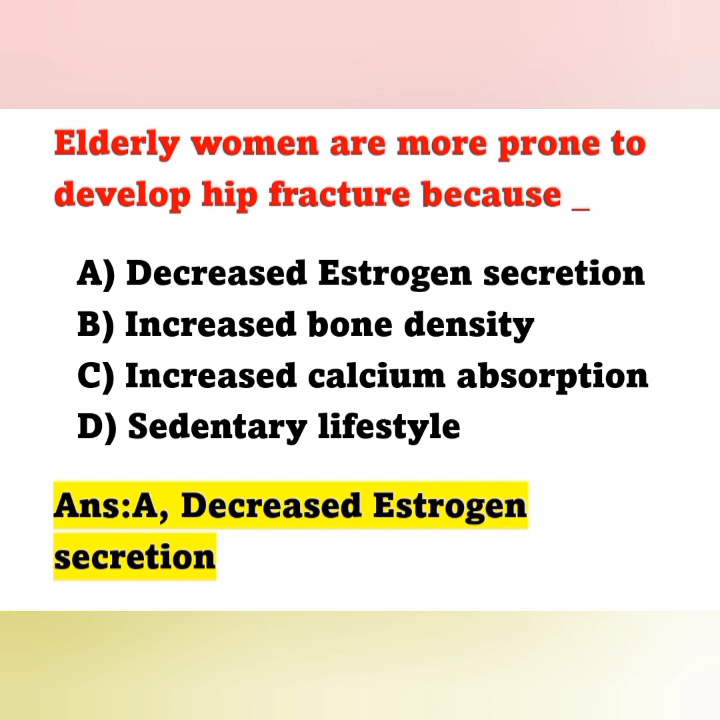 Elderly women are more prone to
develop hip fracture because _
A) Decreased Estrogen secretion
B) Increased bone density
C) Increased calcium absorption
D) Sedentary lifestyle
Ans:A, Decreased Estrogen
secretion